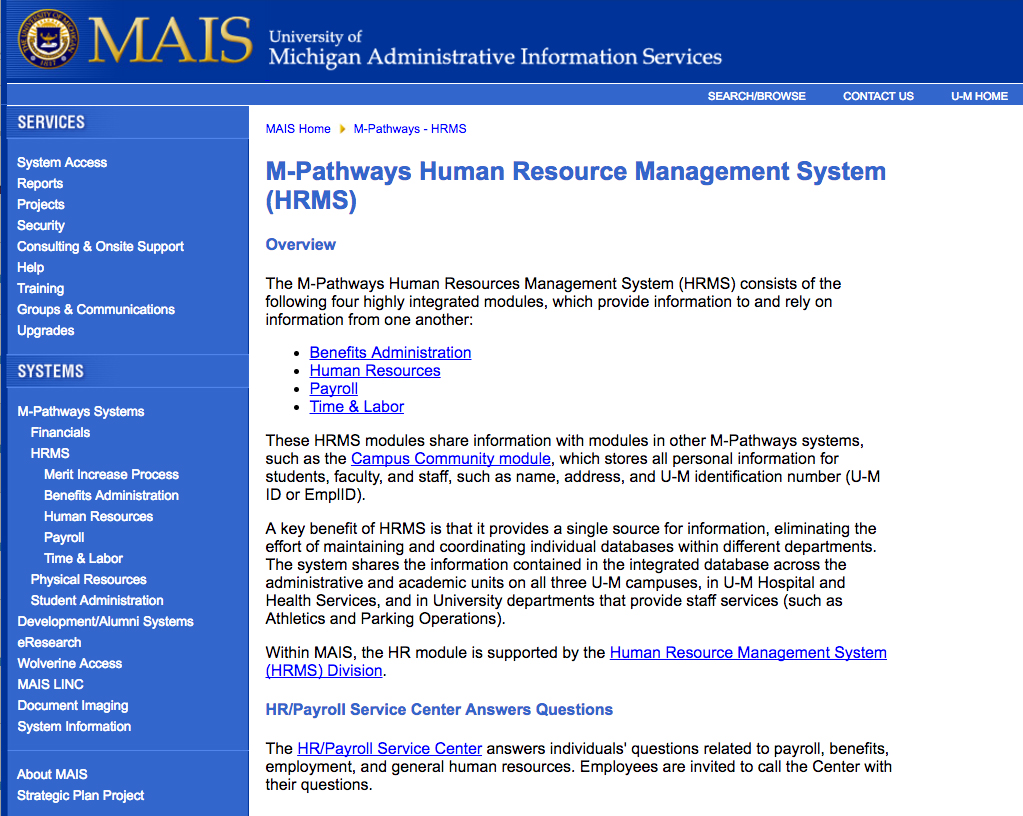 MAIS
University of
Michigan Administrative Information Services
SEARCH/BROWSE CONTACT US U-M HOME
SERVICES
System Access
Reports
Projects
Security
Consulting & Onsite Support
Help
Training
Groups & Communications
Upgrades
SYSTEMS
M-Pathways Systems
Financials
HRMS
Merit Increase Process
Benefits Administration
Human Resources
Payroll
Time & Labor
Physical Resources
Student Administration
Development/Alumni Systems
eResearch
Wolverine Access
MAIS LINC
Document Imaging
System Information
About MAIS
Strategic Plan Project
MAIS Home M-Pathways - HRMS
M-Pathways Human Resource Management System
(HRMS)
Overview
The M-Pathways Human Resources Management System (HRMS) consists of the
following four highly integrated modules, which provide information to and rely on
information from one another:
• Benefits Administration
• Human Resources
• Payroll
• Time & Labor
These HRMS modules share information with modules in other M-Pathways systems,
such as the Campus Community module, which stores all personal information for
students, faculty, and staff, such as name, address, and U-M identification number (U-M
ID or EmplID).
A key benefit of HRMS is that it provides a single source for information, eliminating the
effort of maintaining and coordinating individual databases within different departments.
The system shares the information contained in the integrated database across the
administrative and academic units on all three U-M campuses, in U-M Hospital and
Health Services, and in University departments that provide staff services (such as
Athletics and Parking Operations).
Within MAIS, the HR module is supported by the Human Resource Management System
(HRMS) Division.
HR/Payroll Service Center Answers Questions
The HR/Payroll Service Center answers individuals' questions related to payroll, benefits,
employment, and general human resources. Employees are invited to call the Center with
their questions.